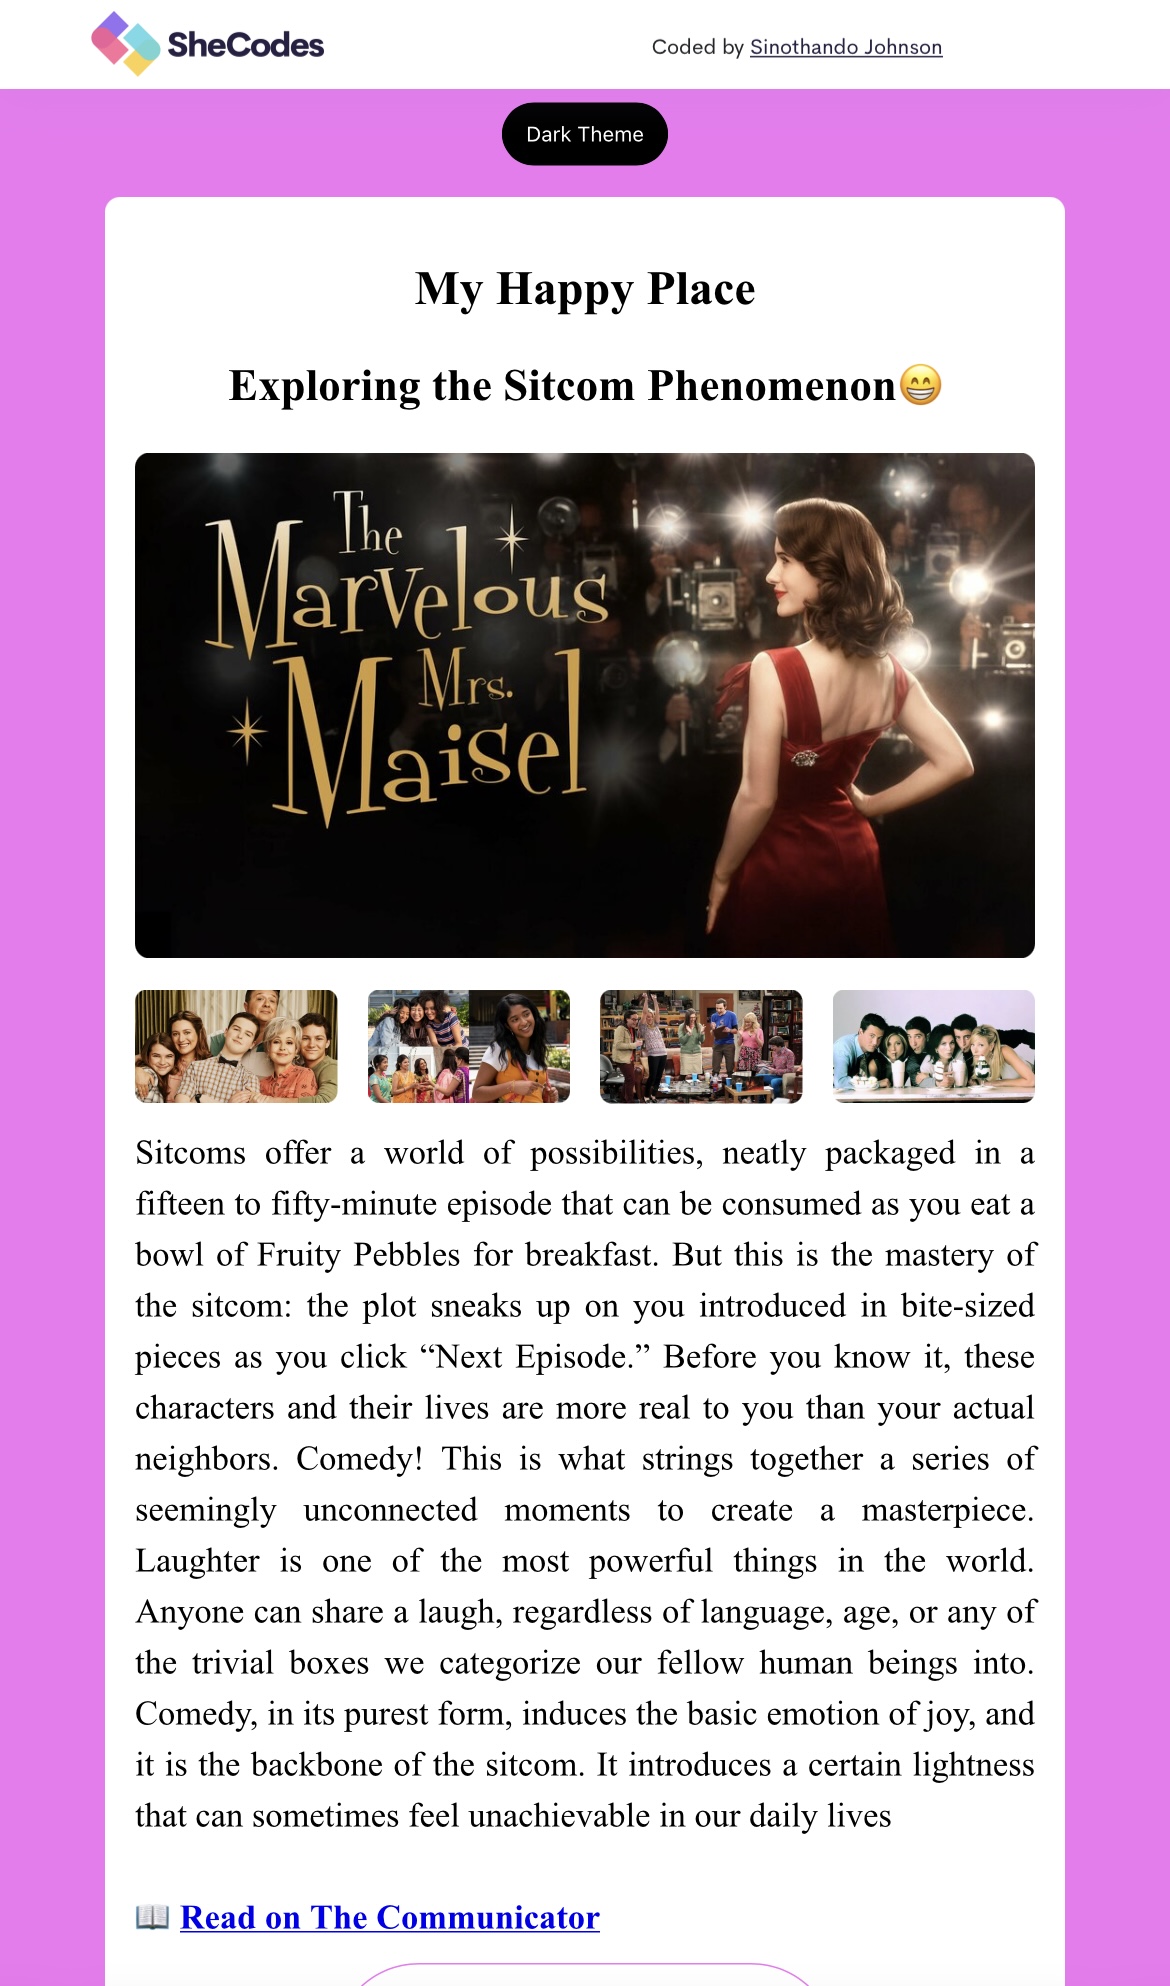 SheCodes
Coded by Sinothando Johnson
Dark Theme
My Happy Place
Exploring the Sitcom Phenomenon😁
The
Marvelous
Mrs.
Maisel
Sitcoms offer a world of possibilities, neatly packaged in a
fifteen to fifty-minute episode that can be consumed as you eat a
bowl of Fruity Pebbles for breakfast. But this is the mastery of
the sitcom: the plot sneaks up on you introduced in bite-sized
pieces as you click “Next Episode.” Before you know it, these
characters and their lives are more real to you than your actual
neighbors. Comedy! This is what strings together a series of
seemingly unconnected moments to create a masterpiece.
Laughter is one of the most powerful things in the world.
Anyone can share a laugh, regardless of language, age, or any of
the trivial boxes we categorize our fellow human beings into.
Comedy, in its purest form, induces the basic emotion of joy, and
it is the backbone of the sitcom. It introduces a certain lightness
that can sometimes feel unachievable in our daily lives
📖 Read on The Communicator